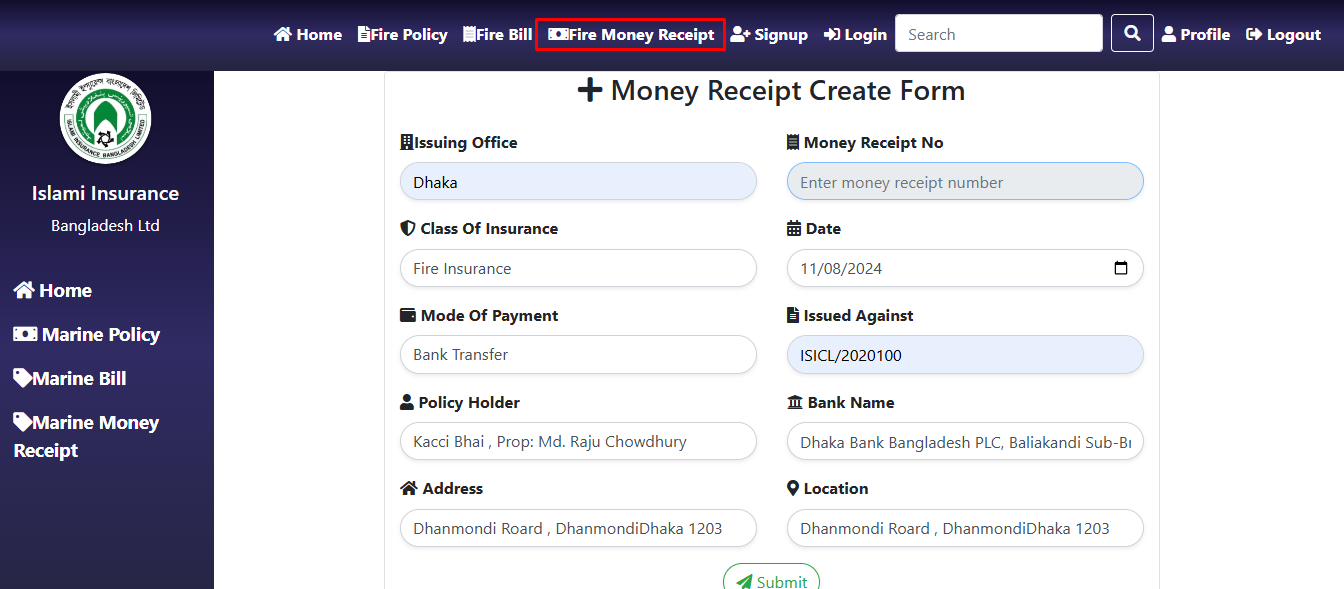 Home Fire Policy Fire Bill Fire Money Receipt Signup Login Search Profile Logout
ISLAMI INSURANCE BANGLADESH LIMITED
Islami Insurance
Bangladesh Ltd
Home
Marine Policy
Marine Bill
Marine Money
Receipt
Money Receipt Create Form
Issuing Office
Dhaka
Money Receipt No
Enter money receipt number
Class Of Insurance
Fire Insurance
Date
11/08/2024
Mode Of Payment
Bank Transfer
Issued Against
ISICL/2020100
Policy Holder
Kacci Bhai , Prop: Md. Raju Chowdhury
Bank Name
Dhaka Bank Bangladesh PLC, Baliakandi Sub-Br
Address
Dhanmondi Roard , DhanmondiDhaka 1203
Location
Dhanmondi Roard , DhanmondiDhaka 1203
Submit